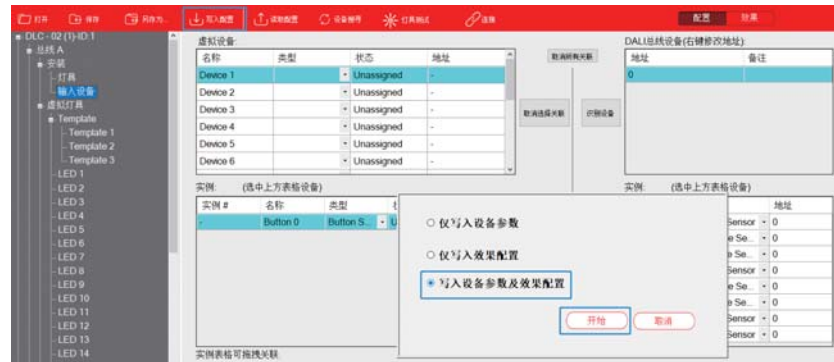 打开
保存
另存为...
写入配置
读取配置
设备编号
灯具测试
连接
配置
效果
DLC - 02 (1)-ID:1
总线 A
安装
灯具
输入设备
虚拟灯具
Template
Template 1
Template 2
Template 3
LED 1
LED 2
LED 3
LED 4
LED 5
LED 6
LED 7
LED 8
LED 9
LED 10
LED 11
LED 12
LED 13
LED 14
虚拟设备:
名称 类型 状态 地址
Device 1 Unassigned -
Device 2 Unassigned -
Device 3 Unassigned -
Device 4 Unassigned -
Device 5 Unassigned -
Device 6 Unassigned -
取消所有关联
取消选择关联
识别设备
DALI总线设备(右键修改地址):
地址 备注
0
实例: (选中上方表格设备)
实例 # 名称 类型
- Button 0 Button S... U
实例表格可拖拽关联
实例: (选中上方表格设备)
地址
Sensor 0
e Se... 0
e Se... 0
Sensor 0
e Se... 0
e Se... 0
Sensor 0
Sensor 0
仅写入设备参数
仅写入效果配置
写入设备参数及效果配置
开始
取消